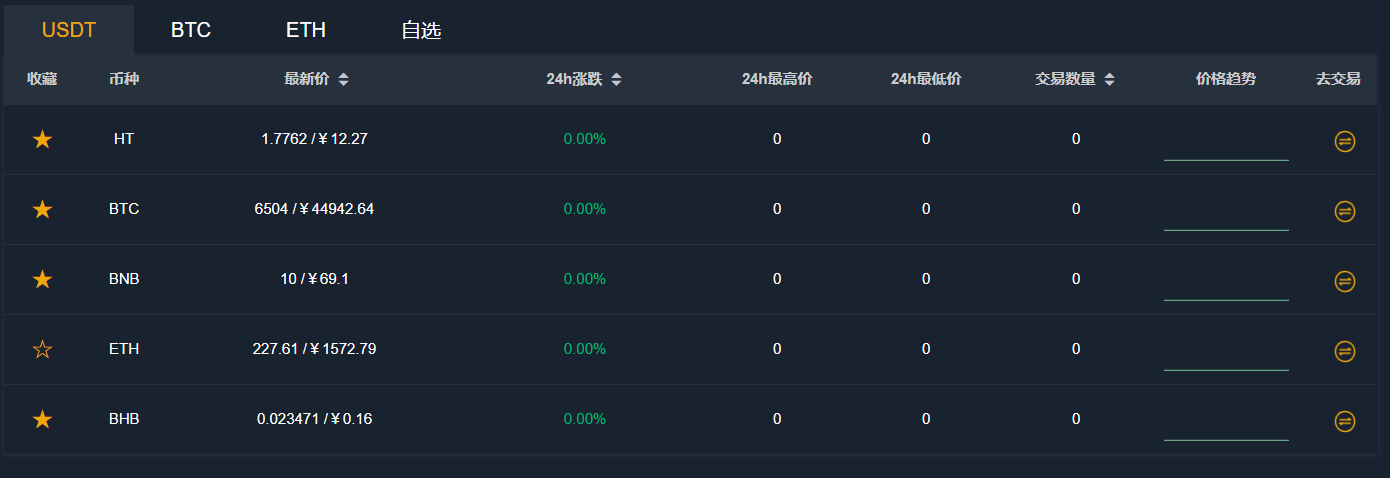 USDT BTC ETH 自选
收藏 币种 最新价 24h涨跌 24h最高价 24h最低价 交易数量 价格趋势 去交易
HT 1.7762 /￥12.27 0.00% 0 0 0
BTC 6504 /￥44942.64 0.00% 0 0 0
BNB 10 /￥69.1 0.00% 0 0 0
ETH 227.61 /￥1572.79 0.00% 0 0 0
BHB 0.023471 /￥0.16 0.00% 0 0 0